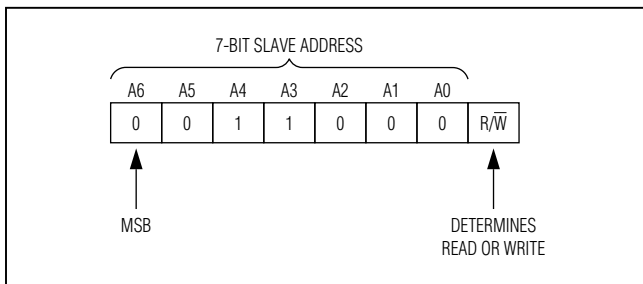 7-BIT SLAVE ADDRESS
A6 A5 A4 A3 A2 A1 A0
0 0 1 1 0 0 0 R/W̅
MSB
DETERMINES
READ OR WRITE